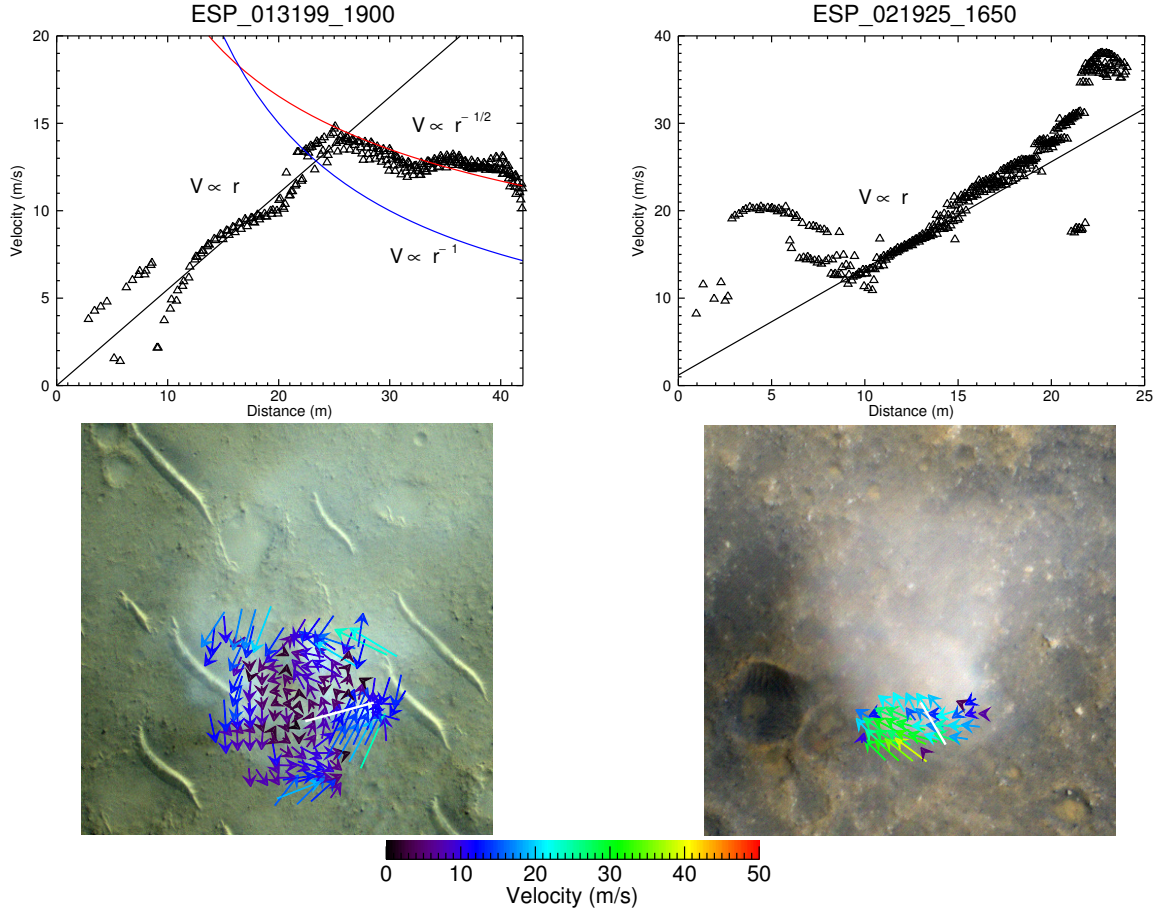 ESP_013199_1900
20
15
10
5
0
Velocity (m/s)
V ∝ r
V ∝ r^-1/2
V ∝ r^-1
0 10 20 30 40
Distance (m)
ESP_021925_1650
40
30
20
10
0
Velocity (m/s)
V ∝ r
0 5 10 15 20 25
Distance (m)
0 10 20 30 40 50
Velocity (m/s)